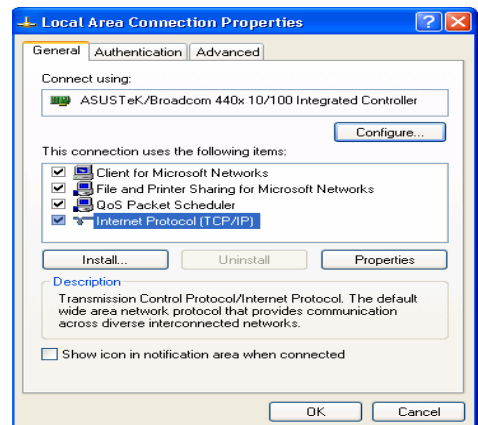 Local Area Connection Properties
General Authentication Advanced
Connect using:
ASUSTeK/Broadcom 440x 10/100 Integrated Controller
Configure...
This connection uses the following items:
Client for Microsoft Networks
File and Printer Sharing for Microsoft Networks
QoS Packet Scheduler
Internet Protocol (TCP/IP)
Install... Uninstall Properties
Description
Transmission Control Protocol/Internet Protocol. The default
wide area network protocol that provides communication
across diverse interconnected networks.
Show icon in notification area when connected
OK Cancel